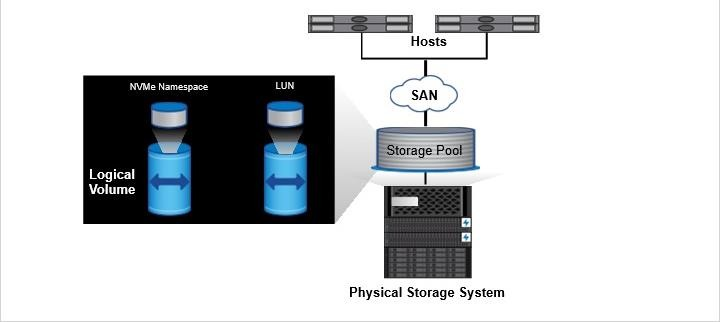 Hosts
SAN
NVMe Namespace
LUN
Storage Pool
Logical
Volume
Physical Storage System